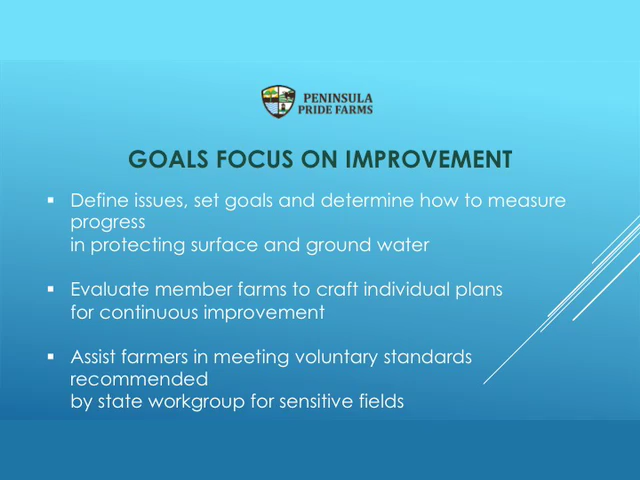 PENINSULA
PRIDE FARMS
GOALS FOCUS ON IMPROVEMENT
▪ Define issues, set goals and determine how to measure
progress
in protecting surface and ground water
▪ Evaluate member farms to craft individual plans
for continuous improvement
▪ Assist farmers in meeting voluntary standards
recommended
by state workgroup for sensitive fields